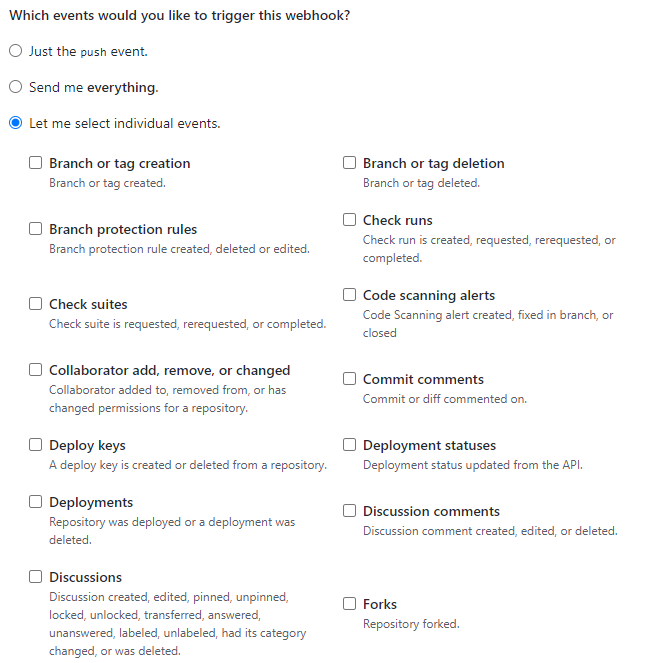 Which events would you like to trigger this webhook?
Just the push event.
Send me everything.
Let me select individual events.
Branch or tag creation
Branch or tag created.
Branch or tag deletion
Branch or tag deleted.
Branch protection rules
Branch protection rule created, deleted or edited.
Check runs
Check run is created, requested, rerequested, or
completed.
Check suites
Check suite is requested, rerequested, or completed.
Code scanning alerts
Code Scanning alert created, fixed in branch, or
closed
Collaborator add, remove, or changed
Collaborator added to, removed from, or has
changed permissions for a repository.
Commit comments
Commit or diff commented on.
Deploy keys
A deploy key is created or deleted from a repository.
Deployment statuses
Deployment status updated from the API.
Deployments
Repository was deployed or a deployment was
deleted.
Discussion comments
Discussion comment created, edited, or deleted.
Discussions
Discussion created, edited, pinned, unpinned,
locked, unlocked, transferred, answered,
unanswered, labeled, unlabeled, had its category
changed, or was deleted.
Forks
Repository forked.